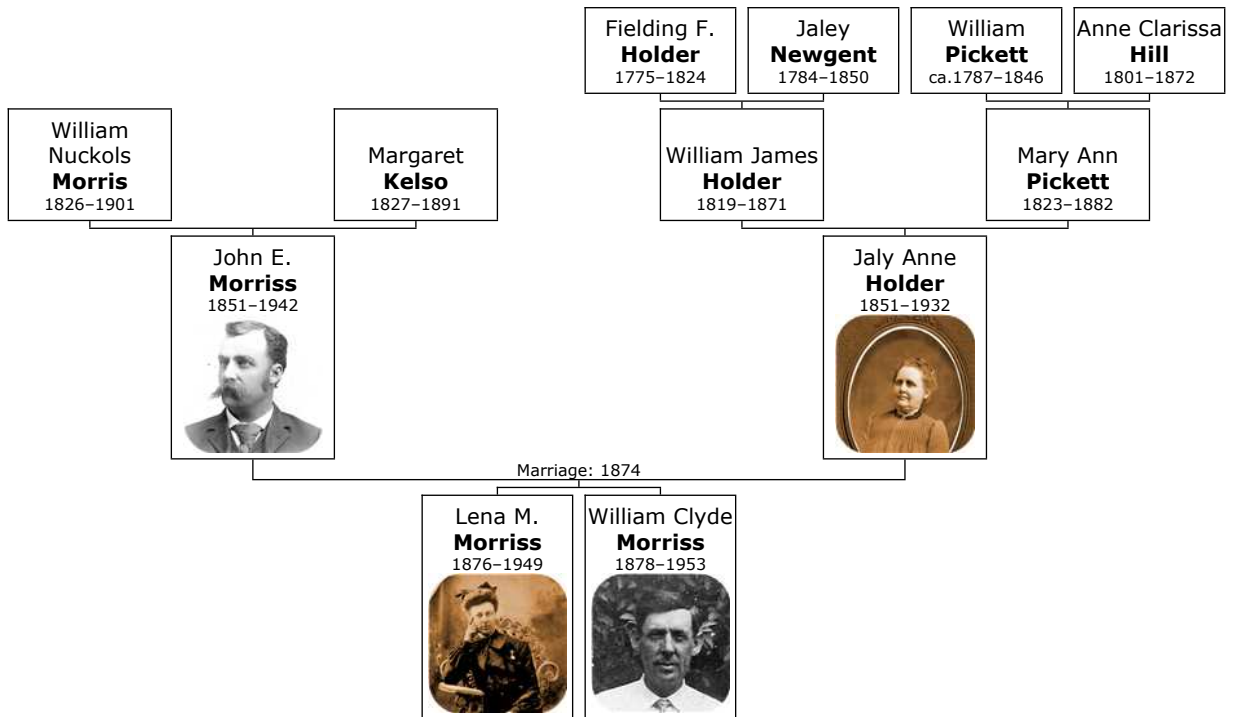 Fielding F.
Holder
1775–1824
Jaley
Newgent
1784–1850
William
Pickett
ca.1787–1846
Anne Clarissa
Hill
1801–1872
William
Nuckols
Morris
1826–1901
Margaret
Kelso
1827–1891
William James
Holder
1819–1871
Mary Ann
Pickett
1823–1882
John E.
Morriss
1851–1942
Jaly Anne
Holder
1851–1932
Marriage: 1874
Lena M.
Morriss
1876–1949
William Clyde
Morriss
1878–1953